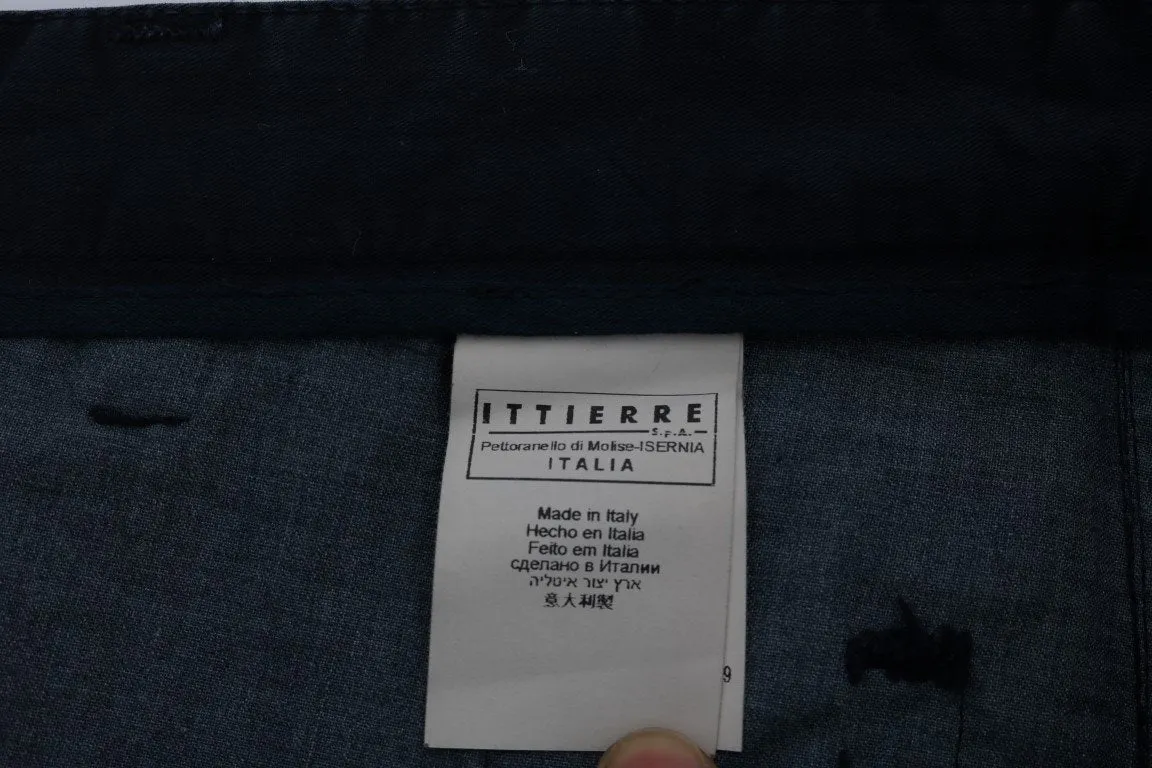 ITTIERRE
S.p.A.
Pettoranello di Molise-ISERNIA
ITALIA
Made in Italy
Hecho en Italia
Feito em Italia
сделано в Италии
ארץ יצור איטליה
意大利製
9